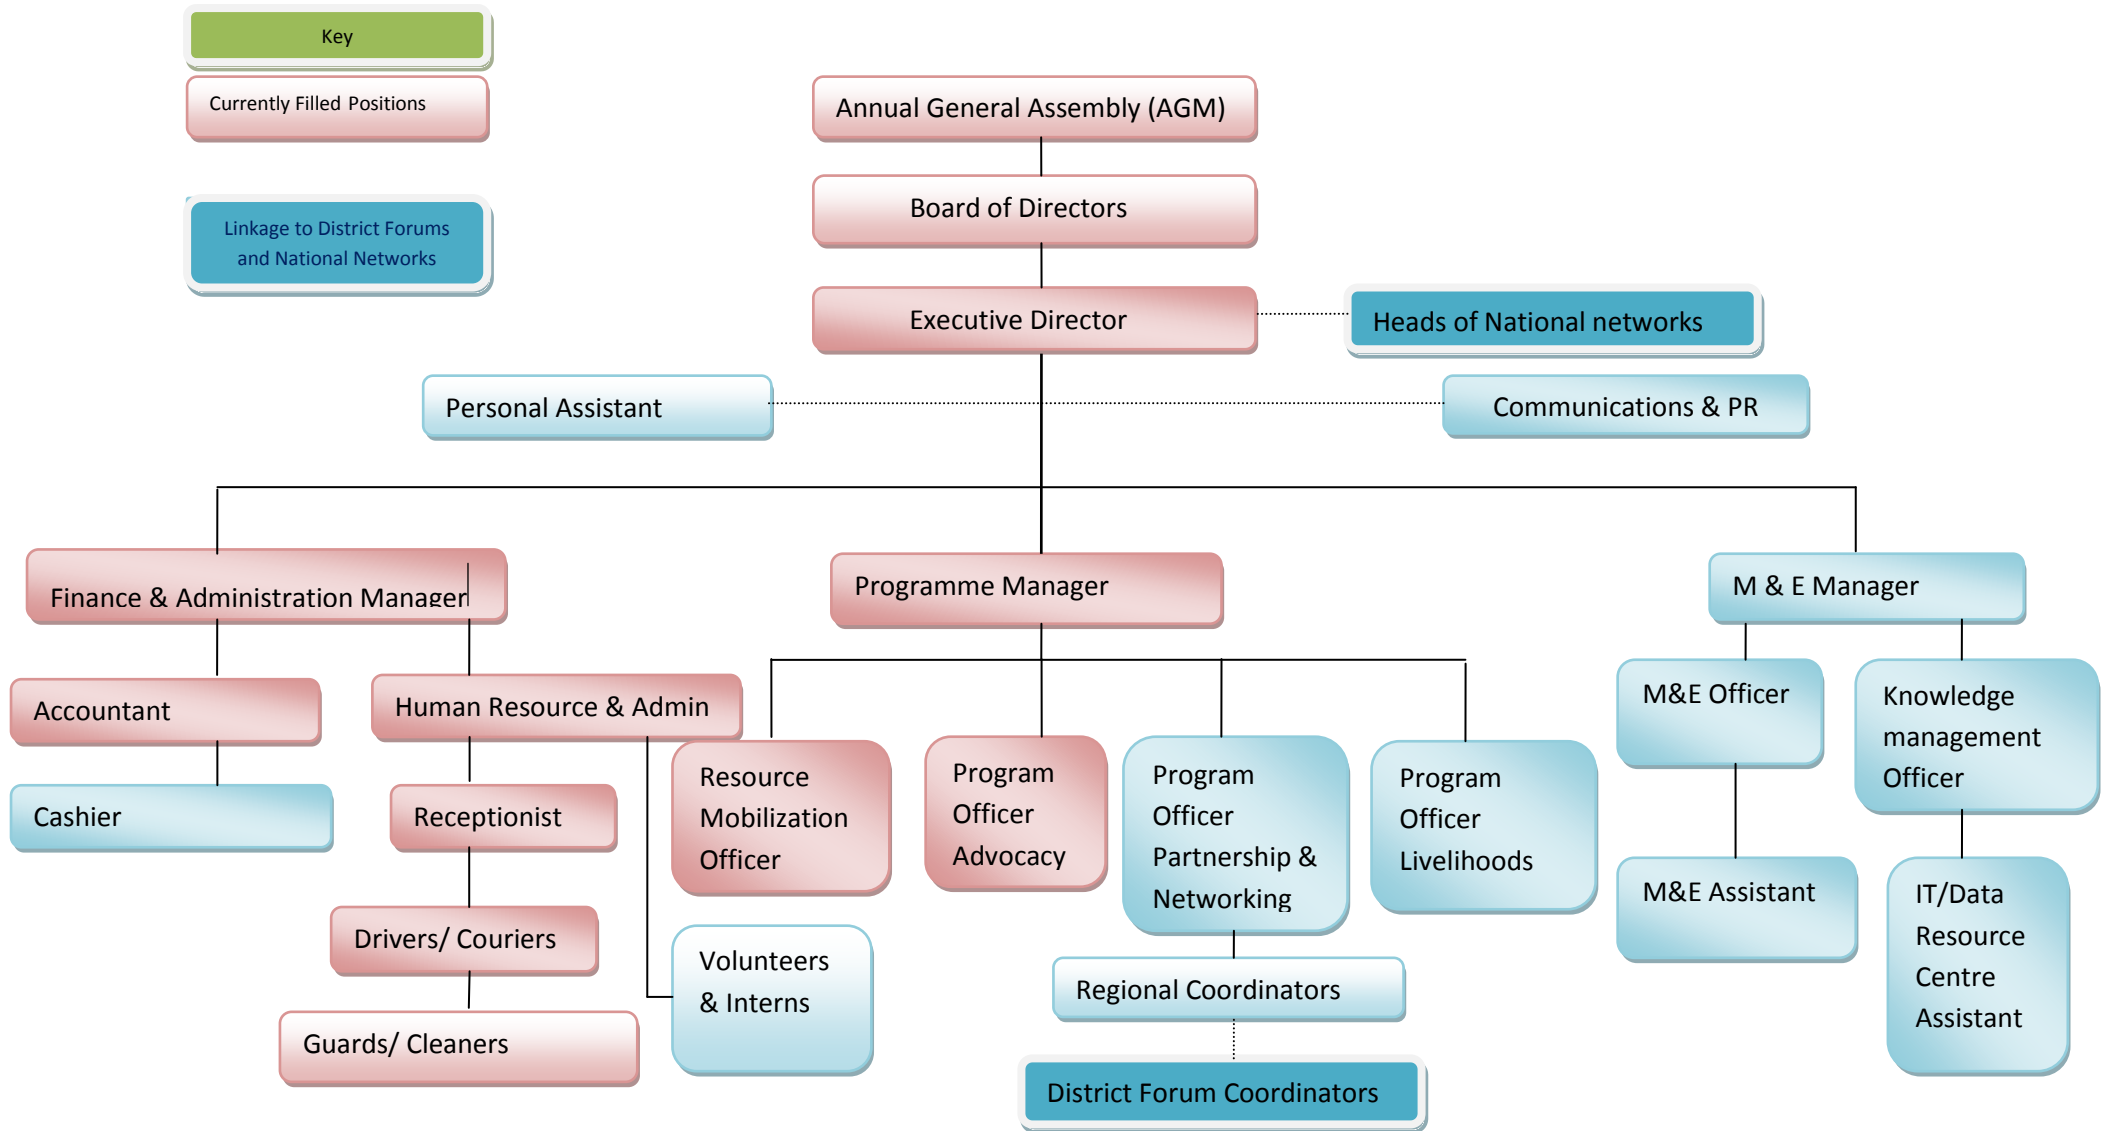 Key
Currently Filled Positions
Linkage to District Forums
and National Networks
Annual General Assembly (AGM)
Board of Directors
Executive Director
Heads of National networks
Personal Assistant
Communications & PR
Finance & Administration Manager
Programme Manager
M & E Manager
Accountant
Human Resource & Admin
Cashier
Receptionist
Drivers/ Couriers
Guards/ Cleaners
Volunteers
& Interns
Resource
Mobilization
Officer
Program
Officer
Advocacy
Program
Officer
Partnership &
Networking
Program
Officer
Livelihoods
Regional Coordinators
District Forum Coordinators
M&E Officer
M&E Assistant
Knowledge
management
Officer
IT/Data
Resource
Centre
Assistant